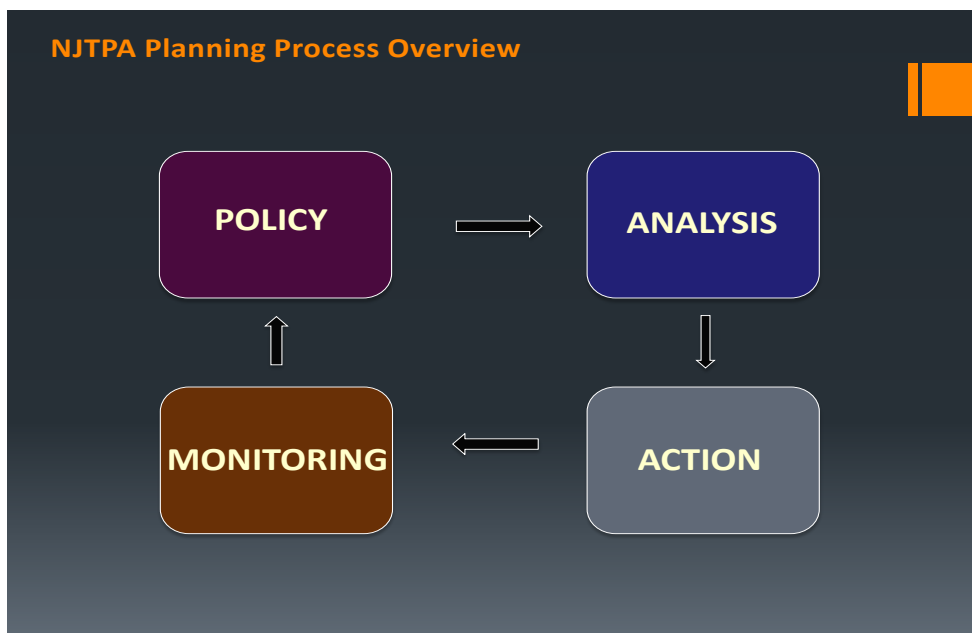 NJTPA Planning Process Overview
POLICY
ANALYSIS
MONITORING
ACTION